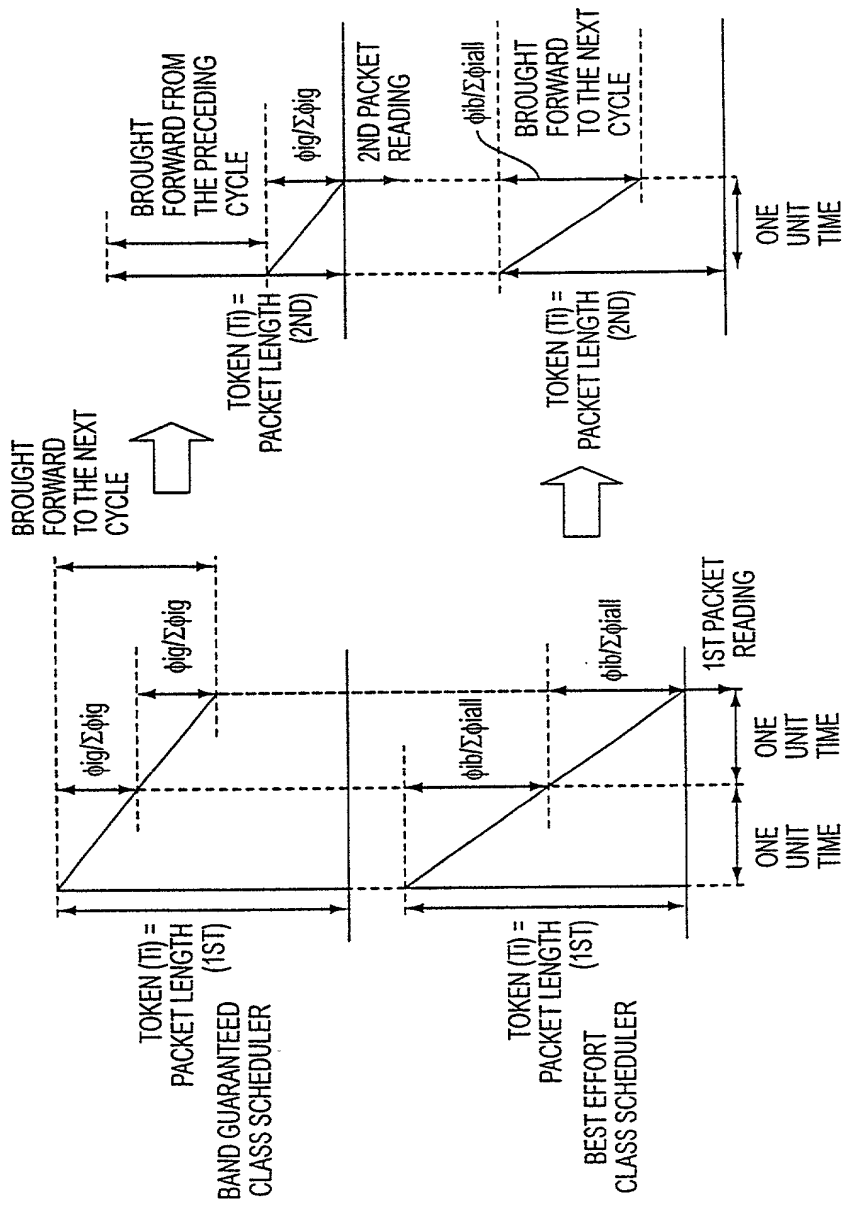 BROUGHT
FORWARD
TO THE NEXT
CYCLE
ϕig/Σϕig
ϕig/Σϕig
TOKEN (Ti) =
PACKET LENGTH
(1ST)
BAND GUARANTEED
CLASS SCHEDULER
ϕib/Σϕiall
ϕib/Σϕiall
TOKEN (Ti) =
PACKET LENGTH
(1ST)
BEST EFFORT
CLASS SCHEDULER
1ST PACKET
READING
ONE
UNIT
TIME
ONE
UNIT
TIME
BROUGHT
FORWARD FROM
THE PRECEDING
CYCLE
ϕig/Σϕig
TOKEN (Ti) =
PACKET LENGTH
(2ND)
2ND PACKET
READING
ϕib/Σϕiall
BROUGHT
FORWARD
TO THE NEXT
CYCLE
TOKEN (Ti) =
PACKET LENGTH
(2ND)
ONE
UNIT
TIME